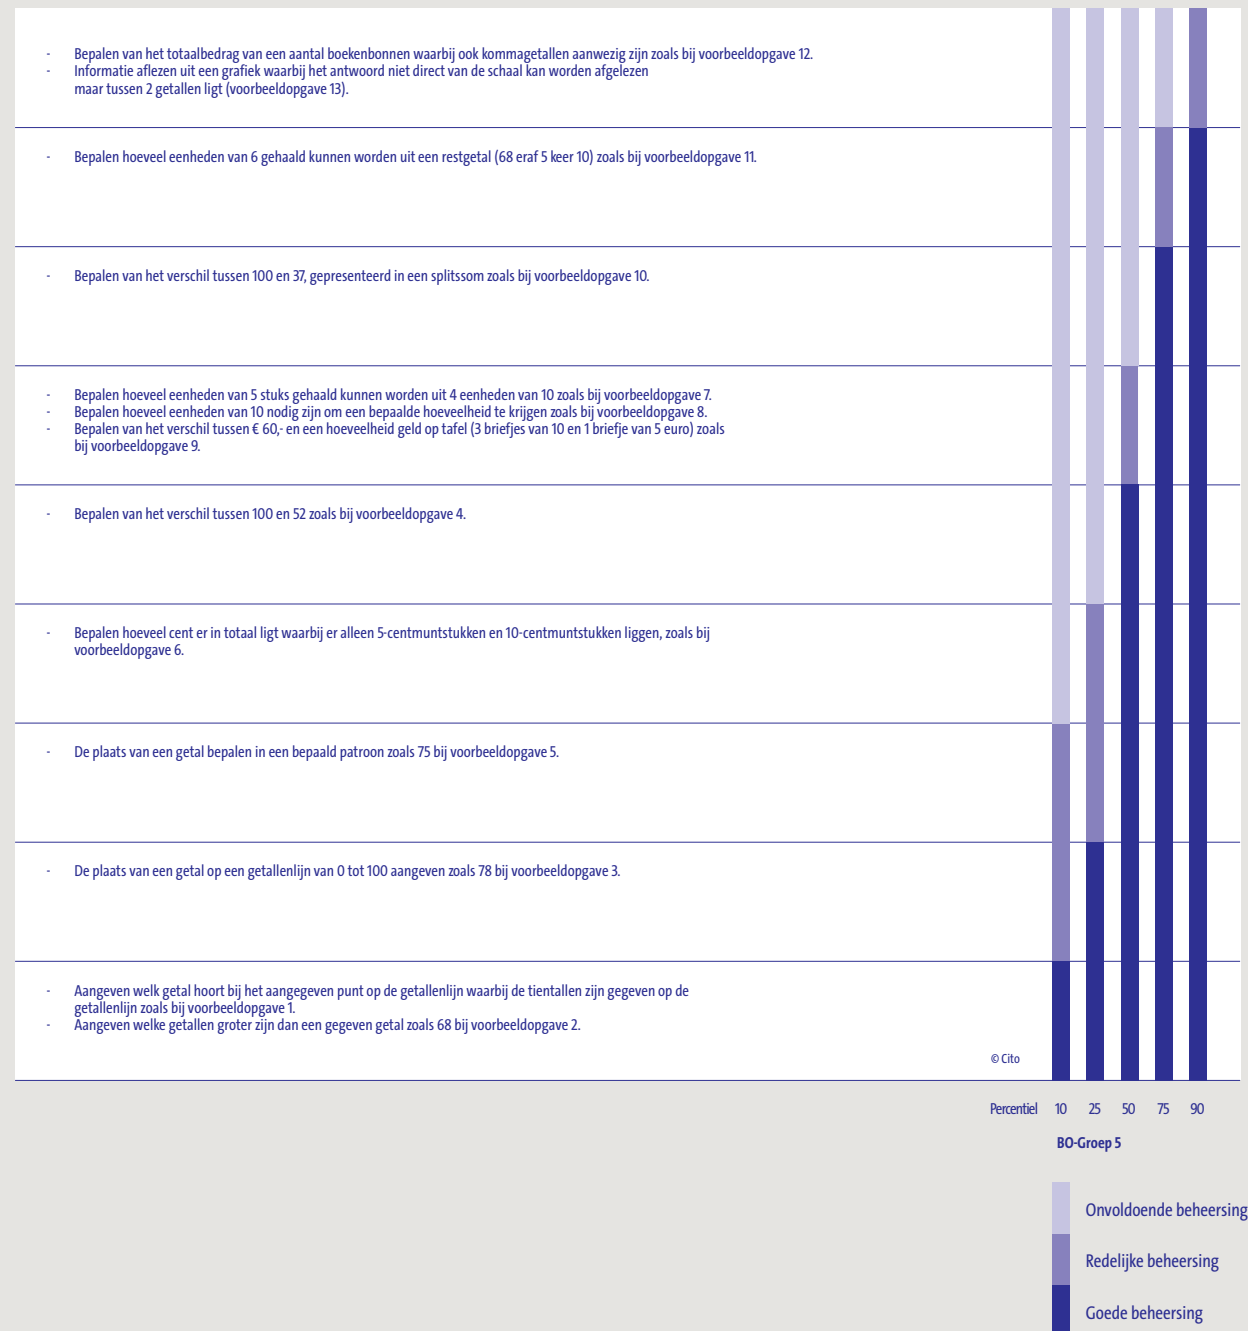 - Bepalen van het totaalbedrag van een aantal boekenbonnen waarbij ook kommagetallen aanwezig zijn zoals bij voorbeeldopgave 12.
- Informatie aflezen uit een grafiek waarbij het antwoord niet direct van de schaal kan worden afgelezen
maar tussen 2 getallen ligt (voorbeeldopgave 13).
- Bepalen hoeveel eenheden van 6 gehaald kunnen worden uit een restgetal (68 eraf 5 keer 10) zoals bij voorbeeldopgave 11.
- Bepalen van het verschil tussen 100 en 37, gepresenteerd in een splitssom zoals bij voorbeeldopgave 10.
- Bepalen hoeveel eenheden van 5 stuks gehaald kunnen worden uit 4 eenheden van 10 zoals bij voorbeeldopgave 7.
- Bepalen hoeveel eenheden van 10 nodig zijn om een bepaalde hoeveelheid te krijgen zoals bij voorbeeldopgave 8.
- Bepalen van het verschil tussen € 60,- en een hoeveelheid geld op tafel (3 briefjes van 10 en 1 briefje van 5 euro) zoals
bij voorbeeldopgave 9.
- Bepalen van het verschil tussen 100 en 52 zoals bij voorbeeldopgave 4.
- Bepalen hoeveel cent er in totaal ligt waarbij er alleen 5-centmuntstukken en 10-centmuntstukken liggen, zoals bij
voorbeeldopgave 6.
- De plaats van een getal bepalen in een bepaald patroon zoals 75 bij voorbeeldopgave 5.
- De plaats van een getal op een getallenlijn van 0 tot 100 aangeven zoals 78 bij voorbeeldopgave 3.
- Aangeven welk getal hoort bij het aangegeven punt op de getallenlijn waarbij de tientallen zijn gegeven op de
getallenlijn zoals bij voorbeeldopgave 1.
- Aangeven welke getallen groter zijn dan een gegeven getal zoals 68 bij voorbeeldopgave 2.
© Cito
Percentiel 10 25 50 75 90
BO-Groep 5
Onvoldoende beheersing
Redelijke beheersing
Goede beheersing